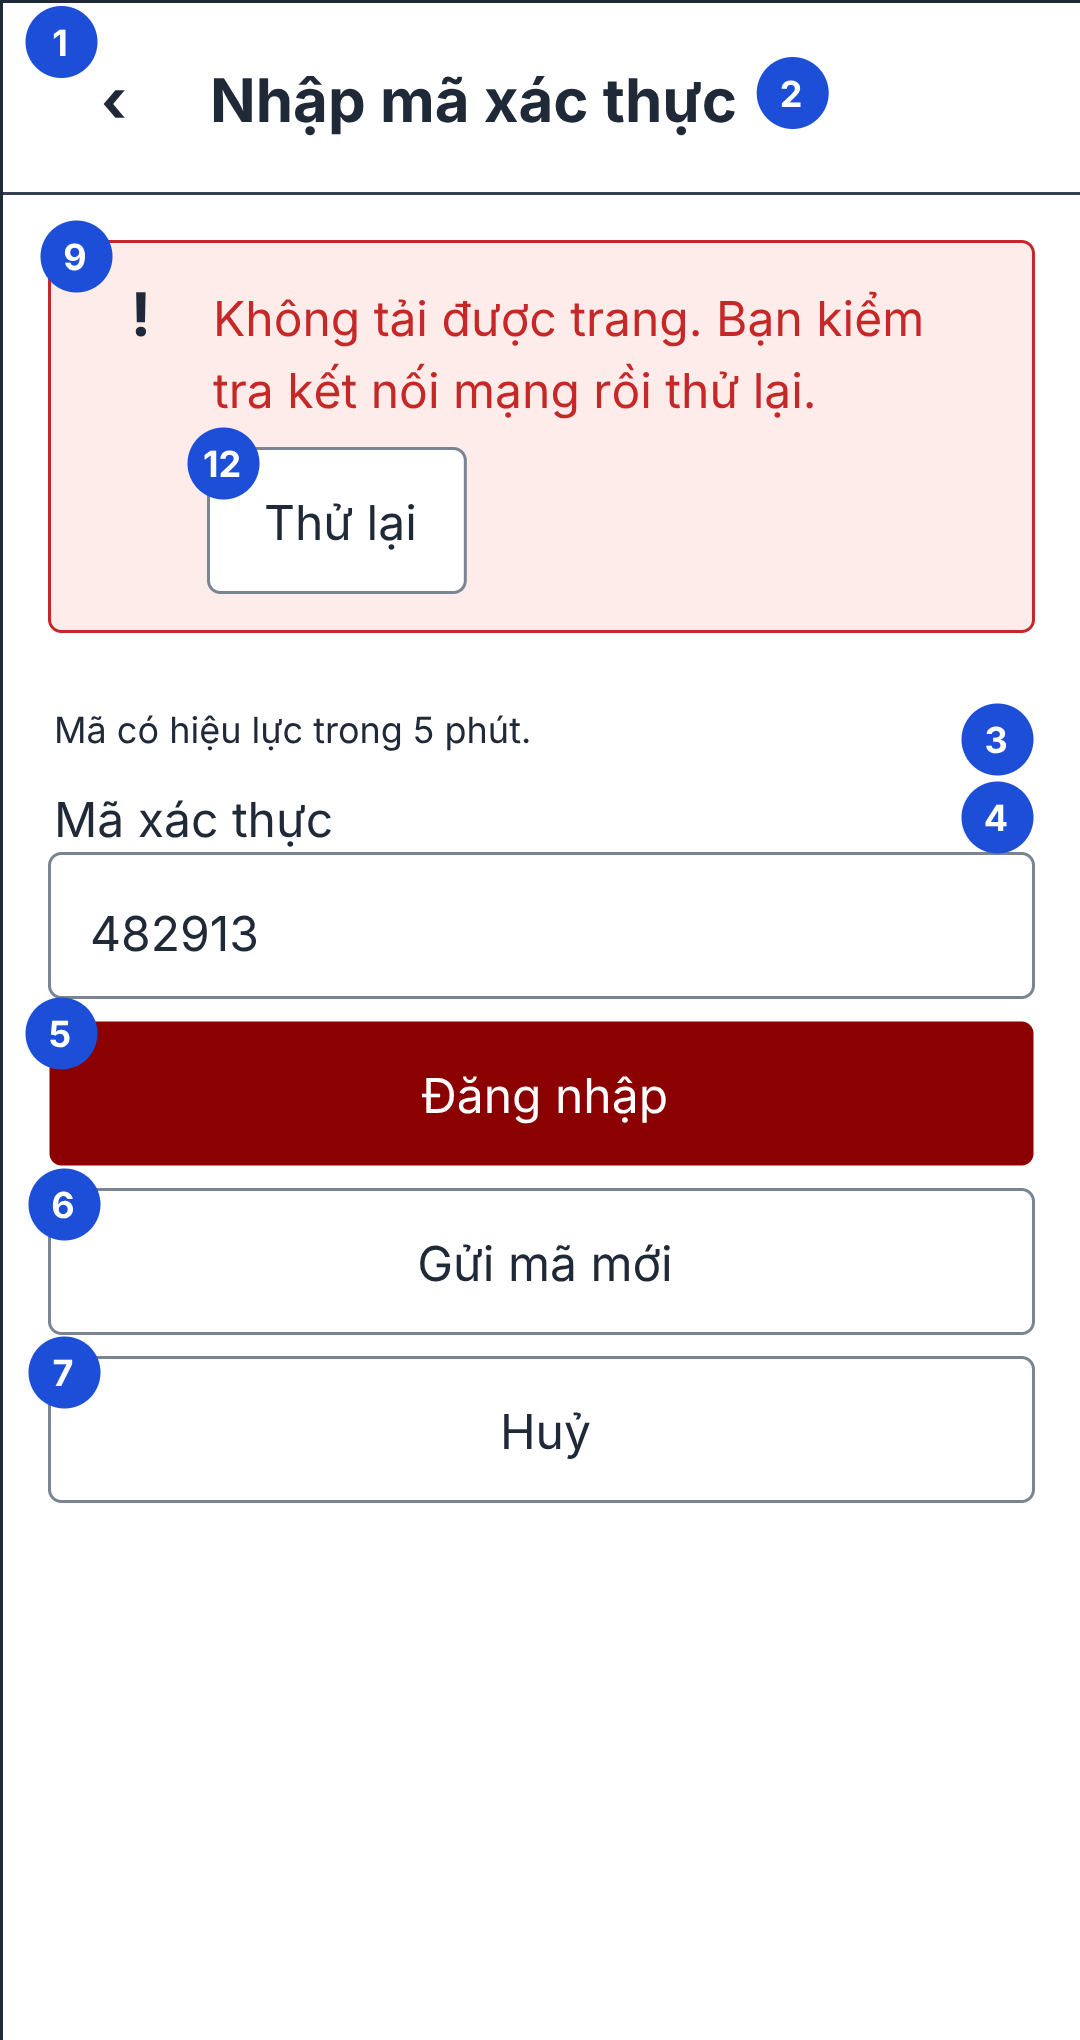 1
‹ Nhập mã xác thực 2
9
! Không tải được trang. Bạn kiểm
tra kết nối mạng rồi thử lại.
12
Thử lại
Mã có hiệu lực trong 5 phút. 3
Mã xác thực 4
482913
5
Đăng nhập
6
Gửi mã mới
7
Huỷ